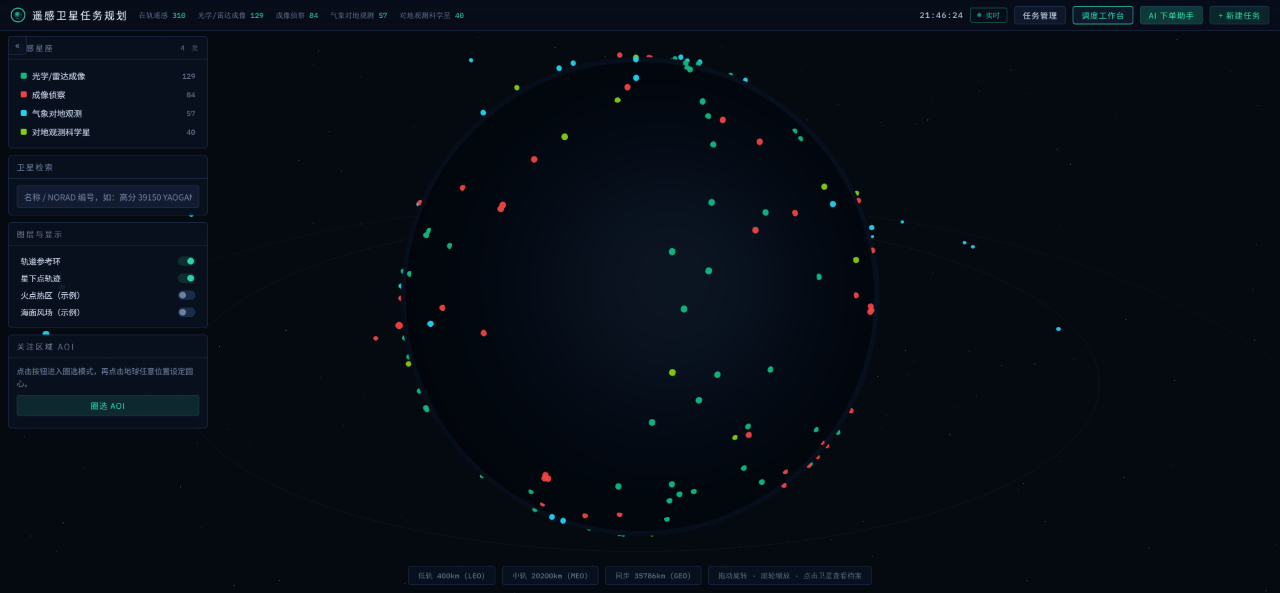 遥感卫星任务规划
在轨遥感 310 光学/雷达成像 129 成像侦察 84 气象对地观测 57 对地观测科学星 40
21:46:24 实时 任务管理 调度工作台 AI 下单助手 + 新建任务
« 感星座 4 类
光学/雷达成像 129
成像侦察 84
气象对地观测 57
对地观测科学星 40
卫星检索
名称 / NORAD 编号，如：高分 39150 YAOGAN
图层与显示
轨道参考环
星下点轨迹
火点热区（示例）
海面风场（示例）
关注区域 AOI
点击按钮进入圈选模式，再点击地球任意位置设定圆
心。
圈选 AOI
低轨 400km (LEO) 中轨 20200km (MEO) 同步 35786km (GEO) 拖动旋转 · 滚轮缩放 · 点击卫星查看档案